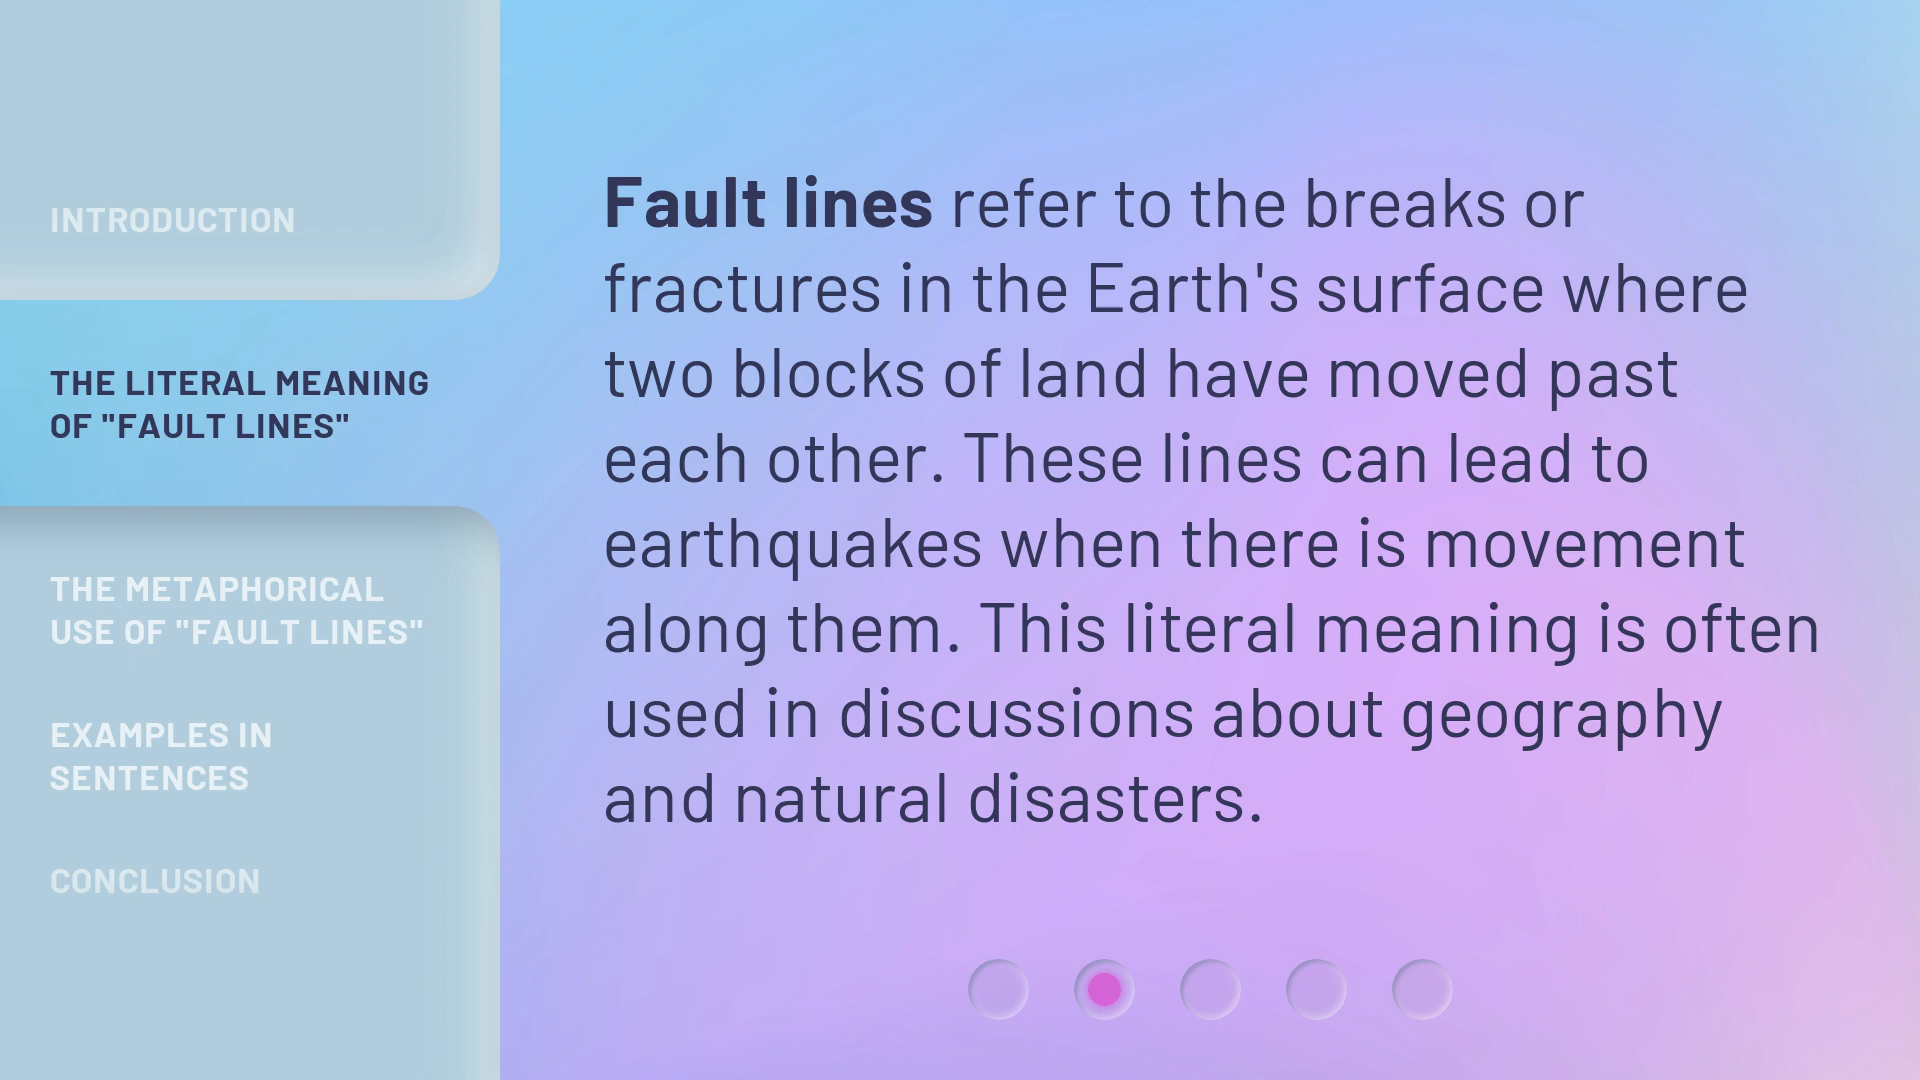 INTRODUCTION
THE LITERAL MEANING
OF "FAULT LINES"
THE METAPHORICAL
USE OF "FAULT LINES"
EXAMPLES IN
SENTENCES
CONCLUSION
Fault lines refer to the breaks or
fractures in the Earth's surface where
two blocks of land have moved past
each other. These lines can lead to
earthquakes when there is movement
along them. This literal meaning is often
used in discussions about geography
and natural disasters.